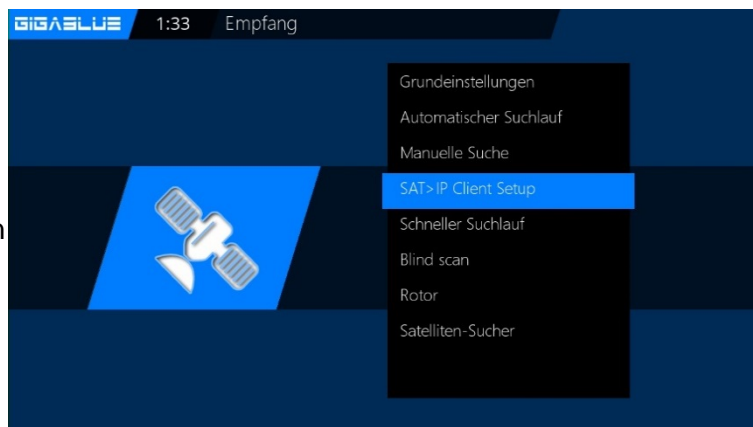 GIGABLUE 1:33 Empfang
Grundeinstellungen
Automatischer Suchlauf
Manuelle Suche
SAT>IP Client Setup
n
Schneller Suchlauf
Blind scan
Rotor
Satelliten-Sucher